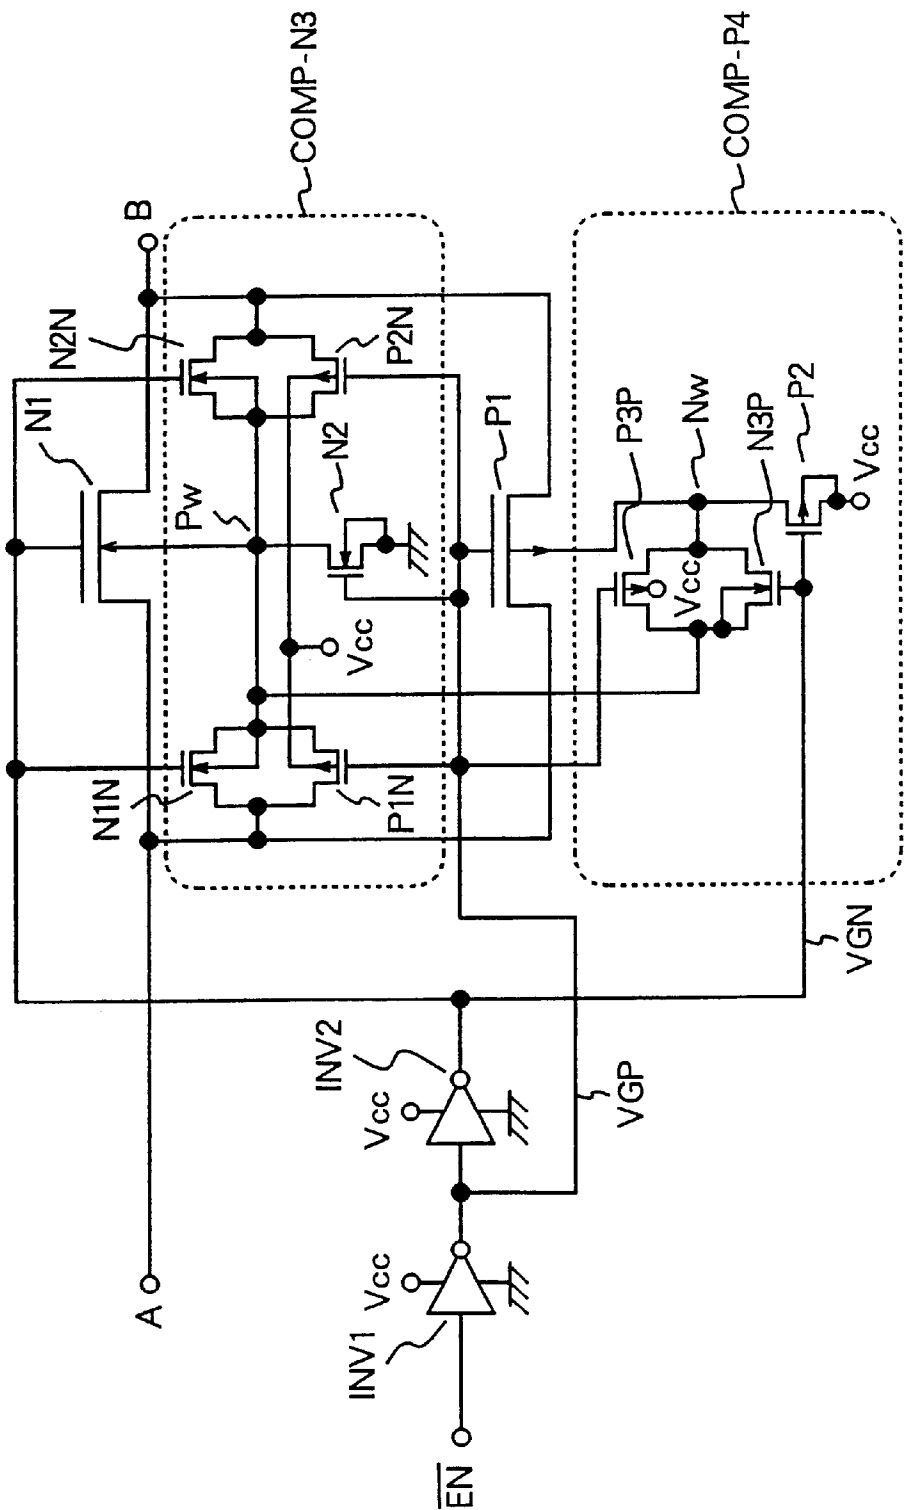 COMP-N3
COMP-P4
B
N2N
P2N
N1
N2
Pw
P1
P3P
Nw
N3P
P2
Vcc
Vcc
Vcc
N1N
P1N
VGN
INV2
Vcc
VGP
A
Vcc
INV1
EN